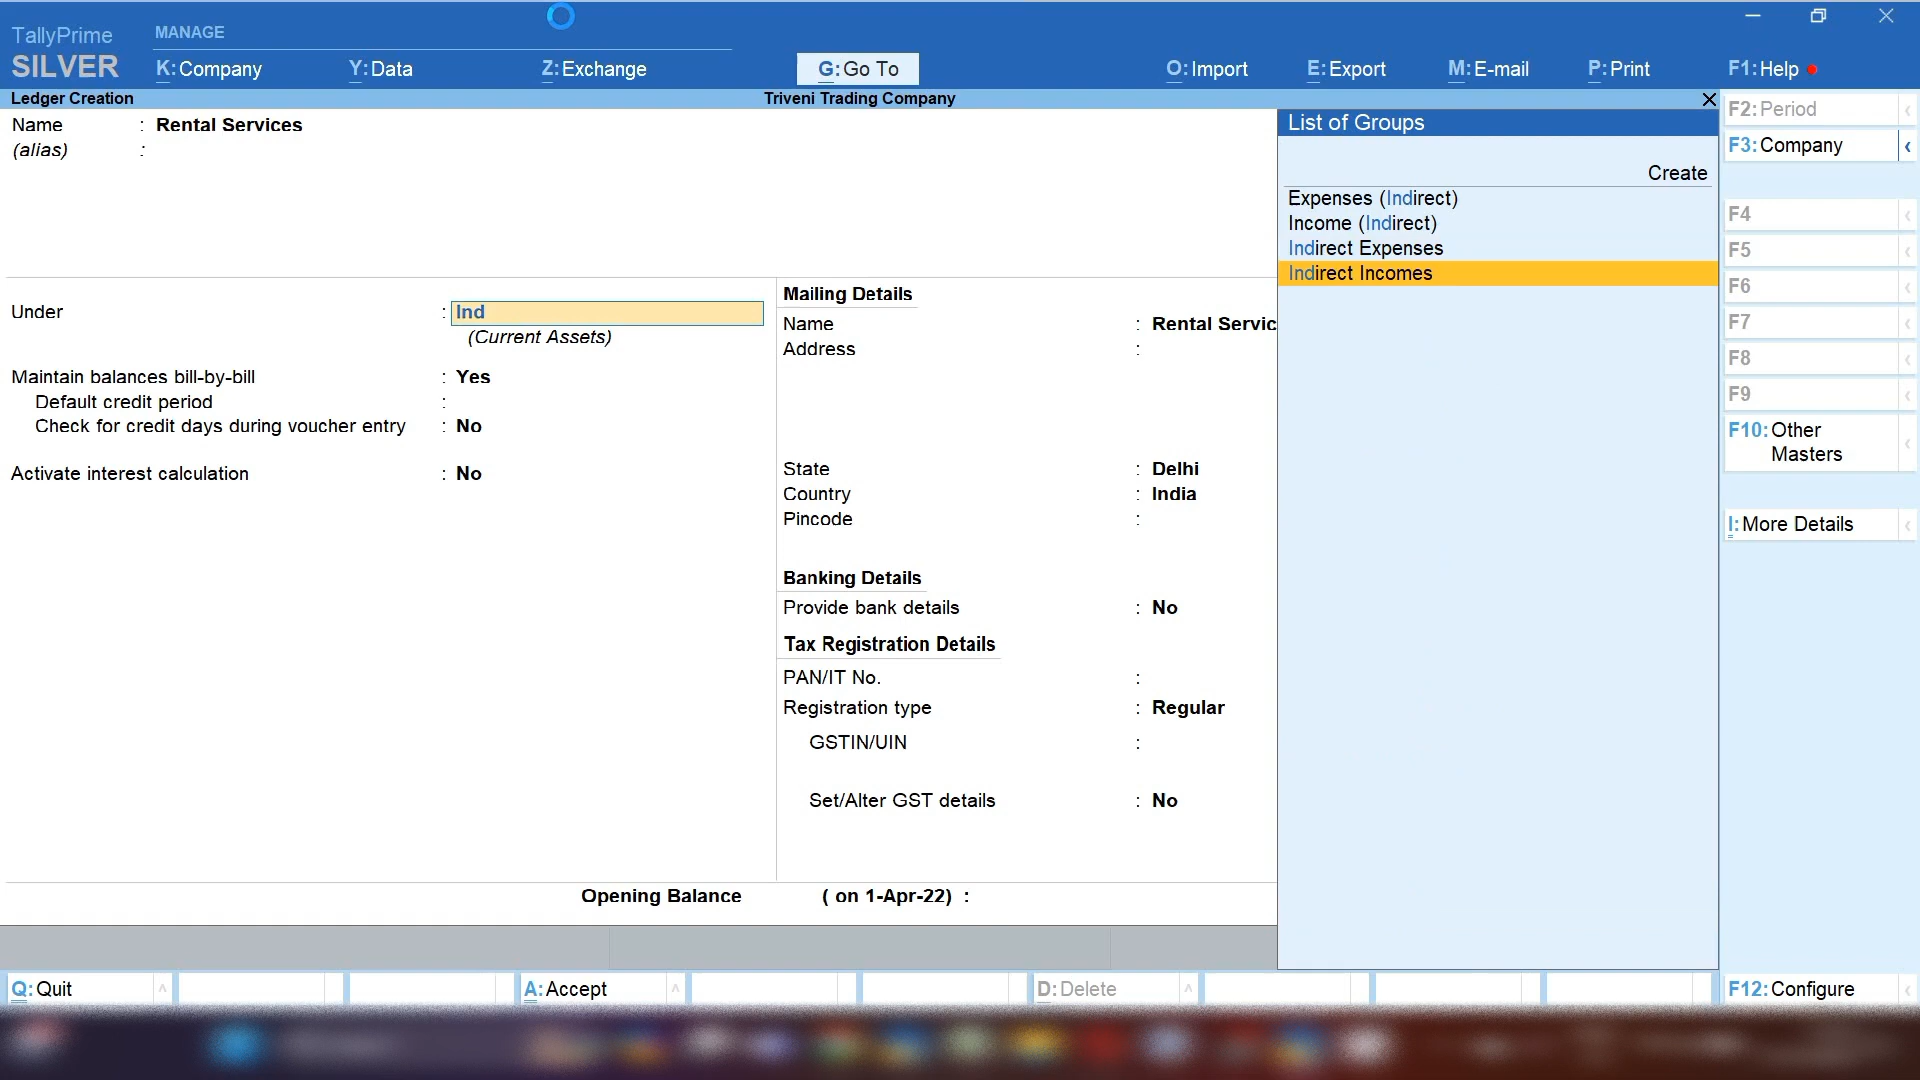 TallyPrime
SILVER
MANAGE
K:Company
Y:Data
Z:Exchange
G:Go To
O:Import
E:Export
M:E-mail
P:Print
F1:Help
Ledger Creation
Triveni Trading Company
Name : Rental Services
(alias) :
Under : Ind
(Current Assets)
Maintain balances bill-by-bill : Yes
Default credit period :
Check for credit days during voucher entry : No
Activate interest calculation : No
Mailing Details
Name : Rental Servic
Address :
State : Delhi
Country : India
Pincode :
Banking Details
Provide bank details : No
Tax Registration Details
PAN/IT No. :
Registration type : Regular
GSTIN/UIN :
Set/Alter GST details : No
Opening Balance ( on 1-Apr-22) :
List of Groups
Create
Expenses (Indirect)
Income (Indirect)
Indirect Expenses
Indirect Incomes
F2:Period
F3:Company
F4
F5
F6
F7
F8
F9
F10:Other
Masters
I:More Details
Q:Quit
A:Accept
D:Delete
F12:Configure